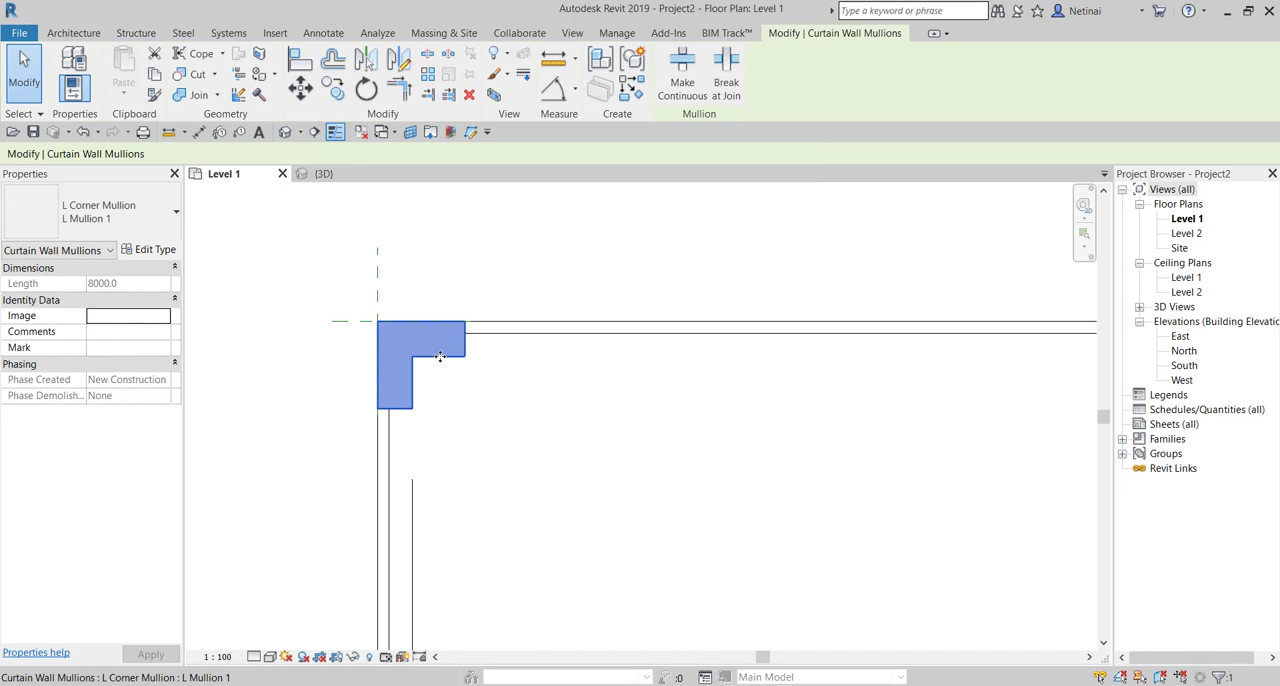 Autodesk Revit 2019 - Project2 - Floor Plan: Level 1
Type a keyword or phrase
Netinai
File Architecture Structure Steel Systems Insert Annotate Analyze Massing & Site Collaborate View Manage Add-Ins BIM Track™ Modify | Curtain Wall Mullions
Modify
Paste
Cope
Cut
Join
Make Continuous
Break at Join
Select Properties Clipboard Geometry Modify View Measure Create Mullion
Modify | Curtain Wall Mullions
Properties
Level 1
{3D}
Project Browser - Project2
L Corner Mullion
L Mullion 1
Curtain Wall Mullions
Edit Type
Dimensions
Length 8000.0
Identity Data
Image
Comments
Mark
Phasing
Phase Created New Construction
Phase Demolish... None
Views (all)
Floor Plans
Level 1
Level 2
Site
Ceiling Plans
Level 1
Level 2
3D Views
Elevations (Building Elevatic
East
North
South
West
Legends
Schedules/Quantities (all)
Sheets (all)
Families
Groups
Revit Links
Properties help
Apply
1 : 100
Curtain Wall Mullions : L Corner Mullion : L Mullion 1
:0
Main Model
:1